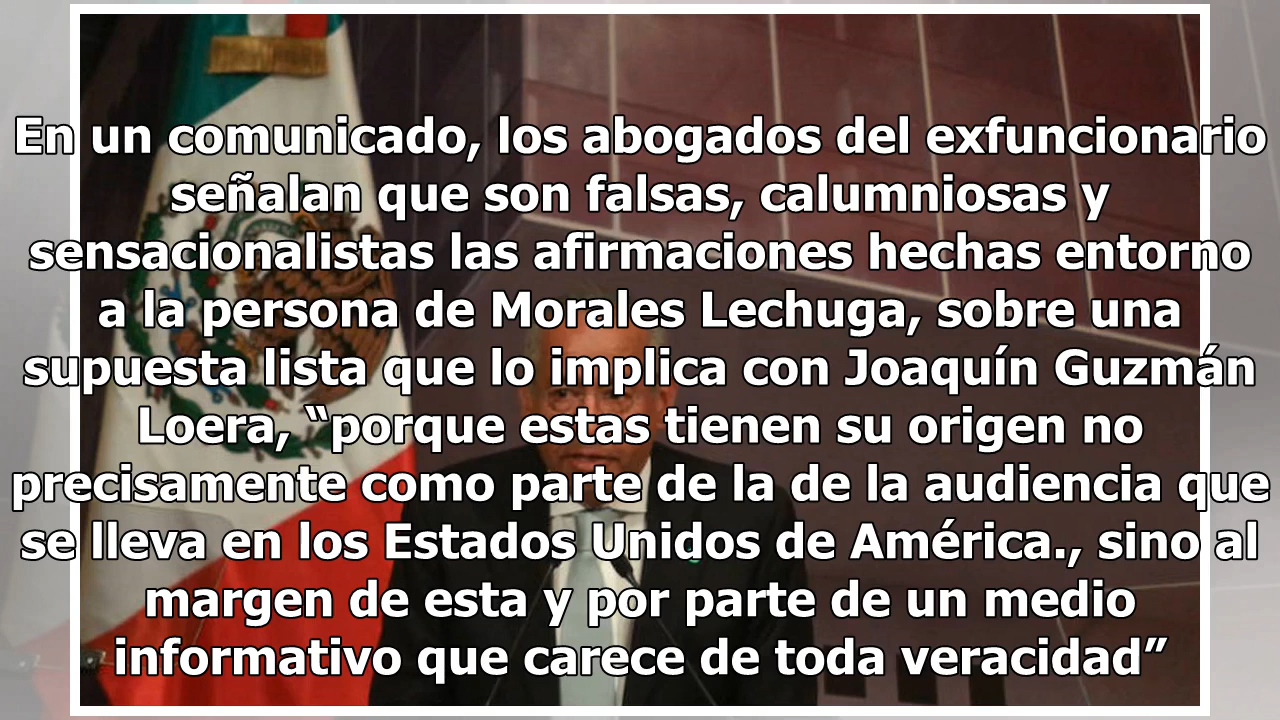 En un comunicado, los abogados del exfuncionario
señalan que son falsas, calumniosas y
sensacionalistas las afirmaciones hechas entorno
a la persona de Morales Lechuga, sobre una
supuesta lista que lo implica con Joaquín Guzmán
Loera, “porque estas tienen su origen no
precisamente como parte de la de la audiencia que
se lleva en los Estados Unidos de América., sino al
margen de esta y por parte de un medio
informativo que carece de toda veracidad”